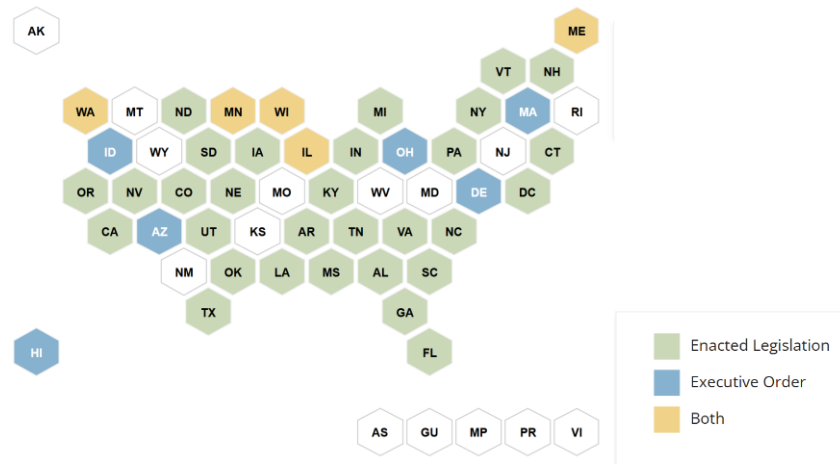 AK
ME
VT NH
WA MT ND MN WI MI NY MA RI
ID WY SD IA IL IN OH PA NJ CT
OR NV CO NE MO KY WV MD DE DC
CA AZ UT KS AR TN VA NC
NM OK LA MS AL SC
TX GA
HI FL
AS GU MP PR VI
Enacted Legislation
Executive Order
Both